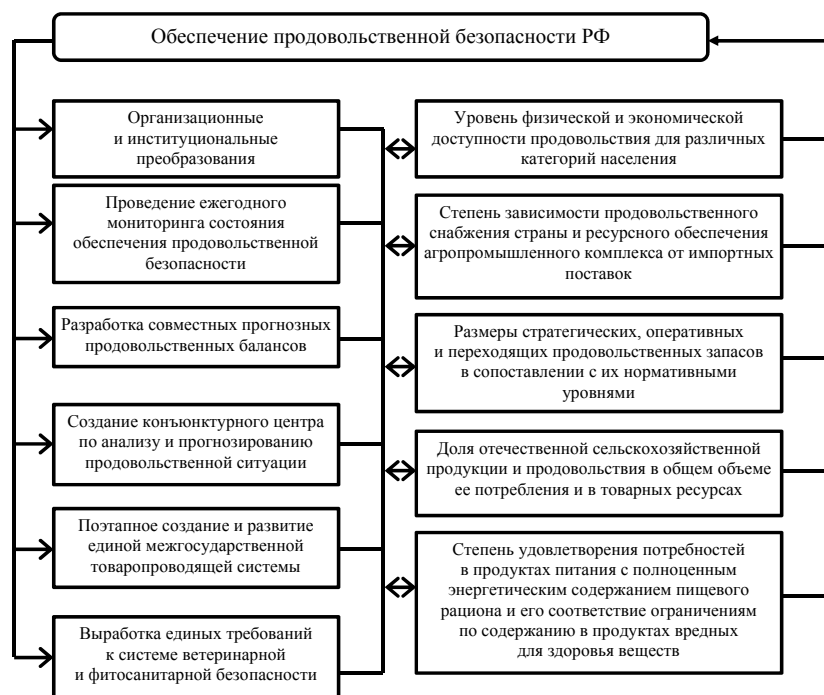 Обеспечение продовольственной безопасности РФ
Организационные
и институциональные
преобразования
Проведение ежегодного
мониторинга состояния
обеспечения продовольственной
безопасности
Разработка совместных прогнозных
продовольственных балансов
Создание конъюнктурного центра
по анализу и прогнозированию
продовольственной ситуации
Поэтапное создание и развитие
единой межгосударственной
товаропроводящей системы
Выработка единых требований
к системе ветеринарной
и фитосанитарной безопасности
Уровень физической и экономической
доступности продовольствия для различных
категорий населения
Степень зависимости продовольственного
снабжения страны и ресурсного обеспечения
агропромышленного комплекса от импортных
поставок
Размеры стратегических, оперативных
и переходящих продовольственных запасов
в сопоставлении с их нормативными
уровнями
Доля отечественной сельскохозяйственной
продукции и продовольствия в общем объеме
ее потребления и в товарных ресурсах
Степень удовлетворения потребностей
в продуктах питания с полноценным
энергетическим содержанием пищевого
рациона и его соответствие ограничениям
по содержанию в продуктах вредных
для здоровья веществ